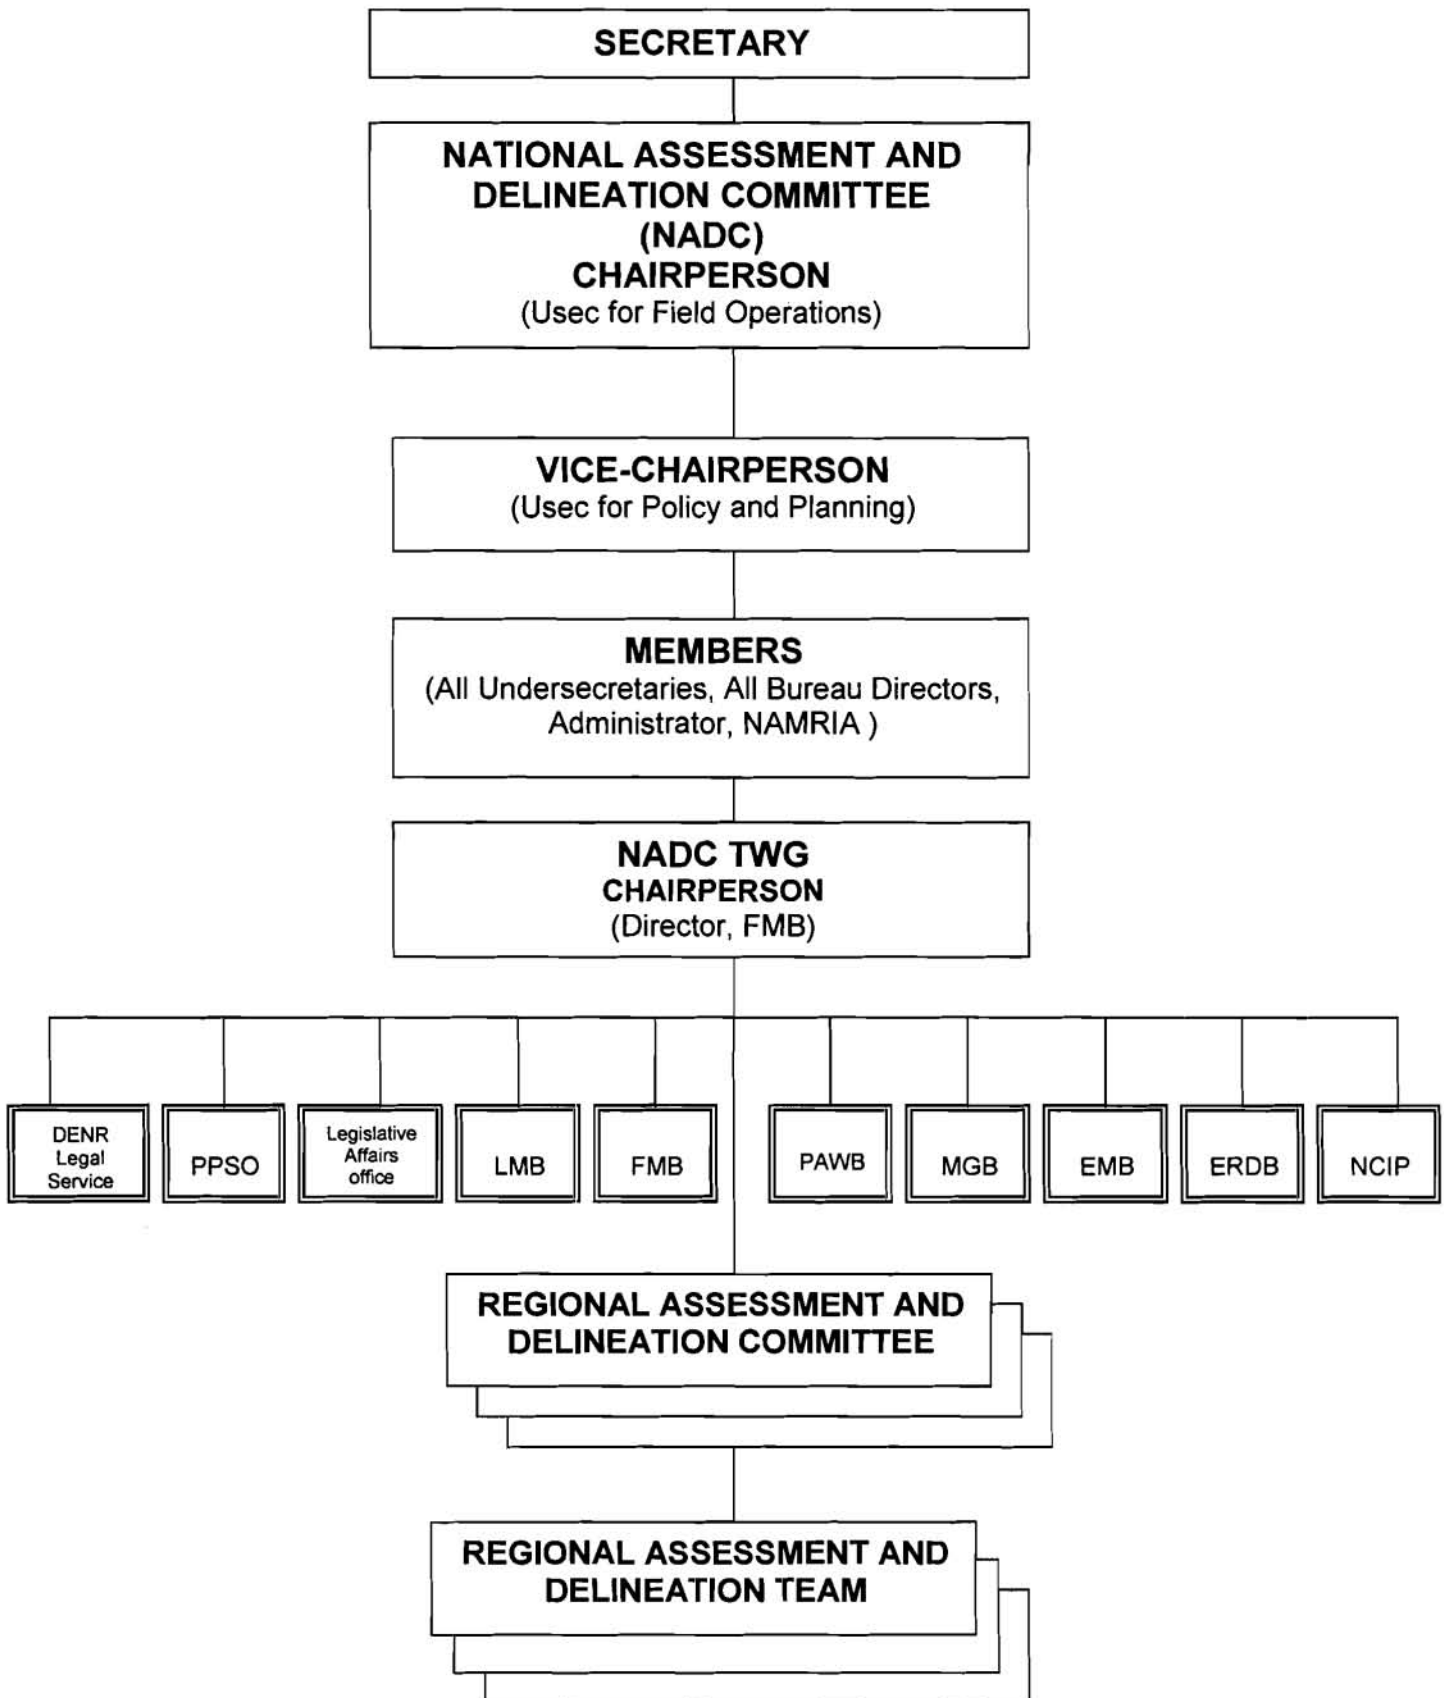 SECRETARY
NATIONAL ASSESSMENT AND
DELINEATION COMMITTEE
(NADC)
CHAIRPERSON
(Usec for Field Operations)
VICE-CHAIRPERSON
(Usec for Policy and Planning)
MEMBERS
(All Undersecretaries, All Bureau Directors,
Administrator, NAMRIA )
NADC TWG
CHAIRPERSON
(Director, FMB)
DENR
Legal
Service
PPSO
Legislative
Affairs
office
LMB
FMB
PAWB
MGB
EMB
ERDB
NCIP
REGIONAL ASSESSMENT AND
DELINEATION COMMITTEE
REGIONAL ASSESSMENT AND
DELINEATION TEAM